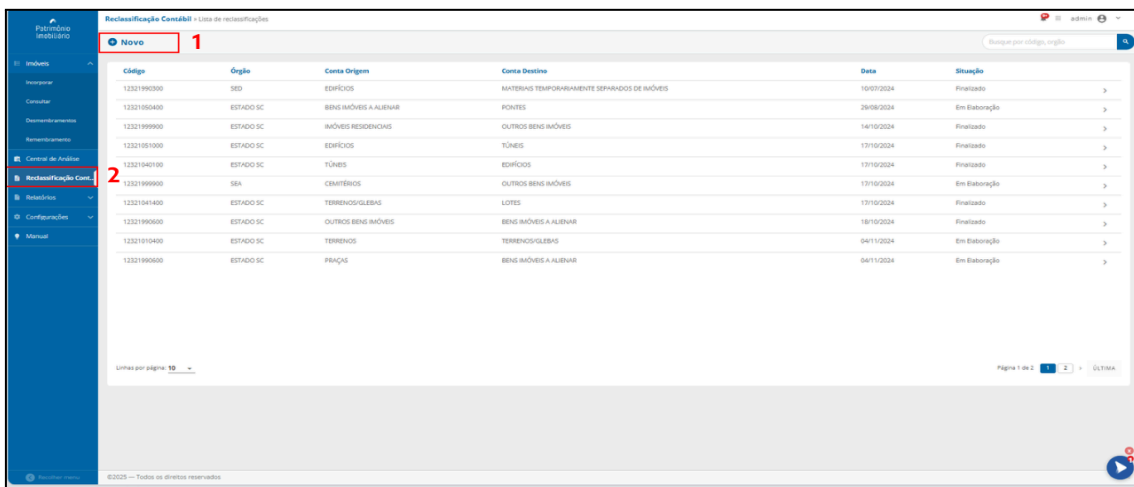 Patrimônio
Imobiliário
Reclassificação Contábil » Lista de reclassificações
admin
Novo
1
Busque por código, orgão
Imóveis
Incorporar
Consultar
Desmembramentos
Remembramento
Central de Análise
Reclassificação Cont...
2
Relatórios
Configurações
Manual
Código Órgão Conta Origem Conta Destino Data Situação
12321990300 SED EDIFÍCIOS MATERIAIS TEMPORARIAMENTE SEPARADOS DE IMÓVEIS 10/07/2024 Finalizado
12321050400 ESTADO SC BENS IMÓVEIS A ALIENAR PONTES 29/08/2024 Em Elaboração
12321999900 ESTADO SC IMÓVEIS RESIDENCIAIS OUTROS BENS IMÓVEIS 14/10/2024 Finalizado
12321051000 ESTADO SC EDIFÍCIOS TÚNEIS 17/10/2024 Finalizado
12321040100 ESTADO SC TÚNEIS EDIFÍCIOS 17/10/2024 Finalizado
12321999900 SEA CEMITÉRIOS OUTROS BENS IMÓVEIS 17/10/2024 Em Elaboração
12321041400 ESTADO SC TERRENOS/GLEBAS LOTES 17/10/2024 Finalizado
12321990600 ESTADO SC OUTROS BENS IMÓVEIS BENS IMÓVEIS A ALIENAR 18/10/2024 Finalizado
12321010400 ESTADO SC TERRENOS TERRENOS/GLEBAS 04/11/2024 Em Elaboração
12321990600 ESTADO SC PRAÇAS BENS IMÓVEIS A ALIENAR 04/11/2024 Em Elaboração
Linhas por página: 10
Página 1 de 2 1 2 > ÚLTIMA
Recolher menu
©2025 — Todos os direitos reservados